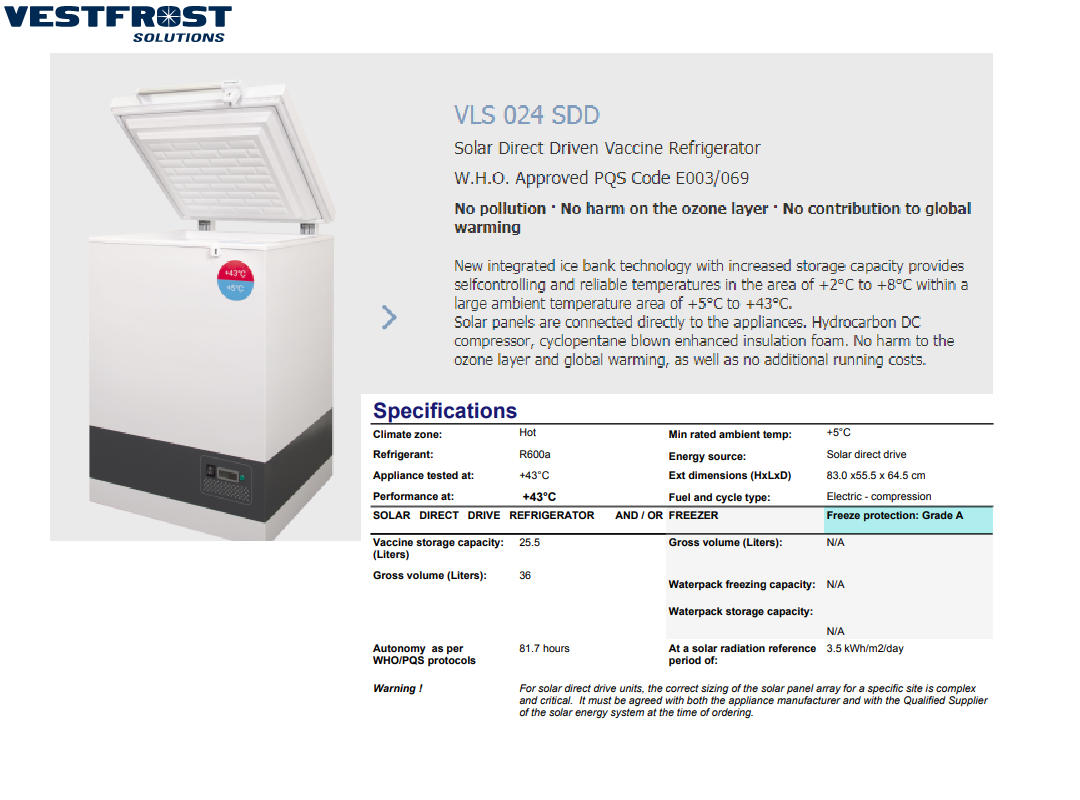 VESTFROST
SOLUTIONS
VLS 024 SDD
Solar Direct Driven Vaccine Refrigerator
W.H.O. Approved PQS Code E003/069
No pollution · No harm on the ozone layer · No contribution to global
warming
New integrated ice bank technology with increased storage capacity provides
selfcontrolling and reliable temperatures in the area of +2°C to +8°C within a
large ambient temperature area of +5°C to +43°C.
Solar panels are connected directly to the appliances. Hydrocarbon DC
compressor, cyclopentane blown enhanced insulation foam. No harm to the
ozone layer and global warming, as well as no additional running costs.
+43°C
+5°C
Specifications
Climate zone: Hot Min rated ambient temp: +5°C
Refrigerant: R600a Energy source: Solar direct drive
Appliance tested at: +43°C Ext dimensions (HxLxD) 83.0 x55.5 x 64.5 cm
Performance at: +43°C Fuel and cycle type: Electric - compression
SOLAR DIRECT DRIVE REFRIGERATOR AND / OR FREEZER Freeze protection: Grade A
Vaccine storage capacity: 25.5 Gross volume (Liters): N/A
(Liters)
Gross volume (Liters): 36
Waterpack freezing capacity: N/A
Waterpack storage capacity:
N/A
Autonomy as per 81.7 hours At a solar radiation reference 3.5 kWh/m2/day
WHO/PQS protocols period of:
Warning ! For solar direct drive units, the correct sizing of the solar panel array for a specific site is complex
and critical. It must be agreed with both the appliance manufacturer and with the Qualified Supplier
of the solar energy system at the time of ordering.